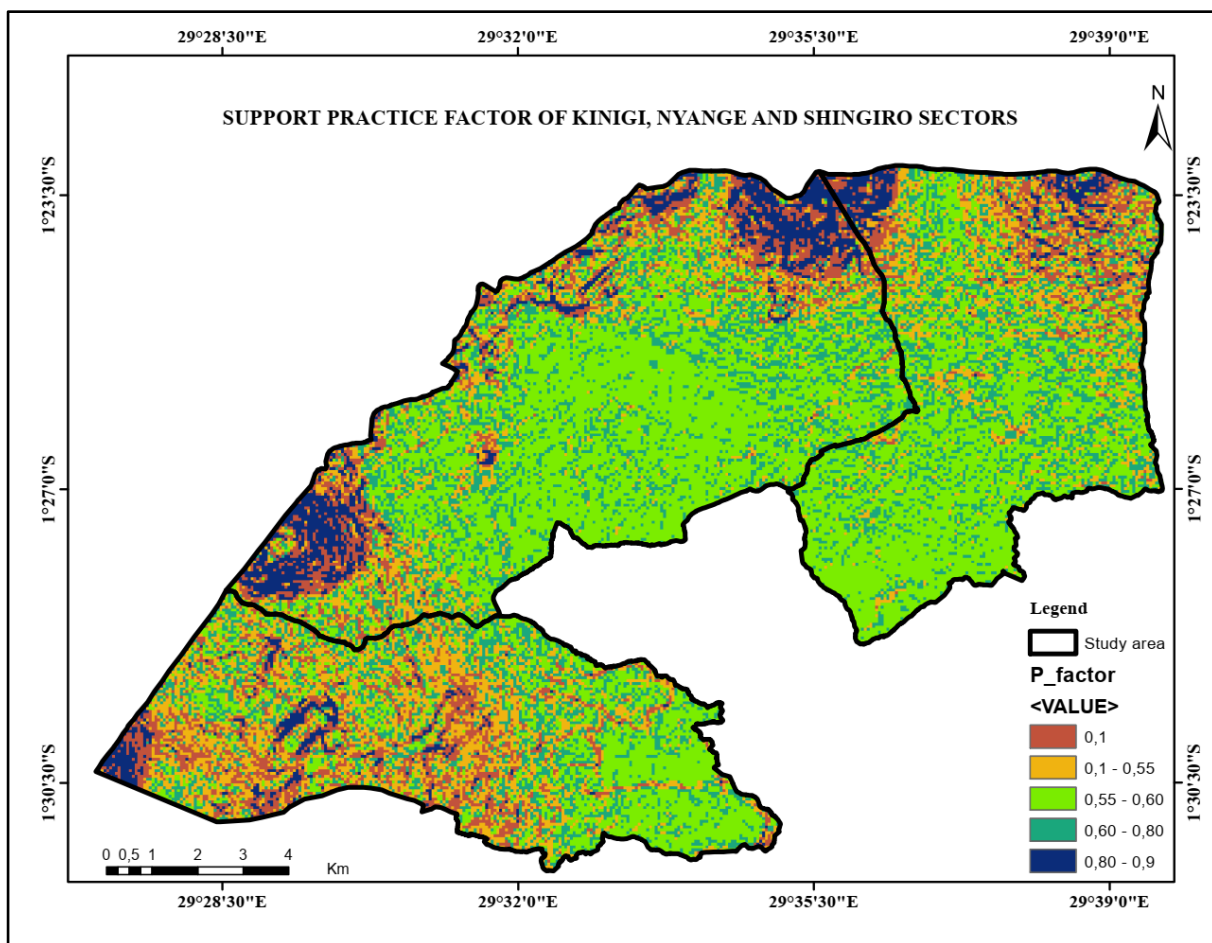 29°28'30"E 29°32'0"E 29°35'30"E 29°39'0"E
SUPPORT PRACTICE FACTOR OF KINIGI, NYANGE AND SHINGIRO SECTORS
N
1°23'30"S 1°23'30"S
1°27'0"S 1°27'0"S
1°30'30"S 1°30'30"S
Legend
Study area
P_factor
<VALUE>
0,1
0,1 - 0,55
0,55 - 0,60
0,60 - 0,80
0,80 - 0,9
0 0,5 1 2 3 4
Km
29°28'30"E 29°32'0"E 29°35'30"E 29°39'0"E